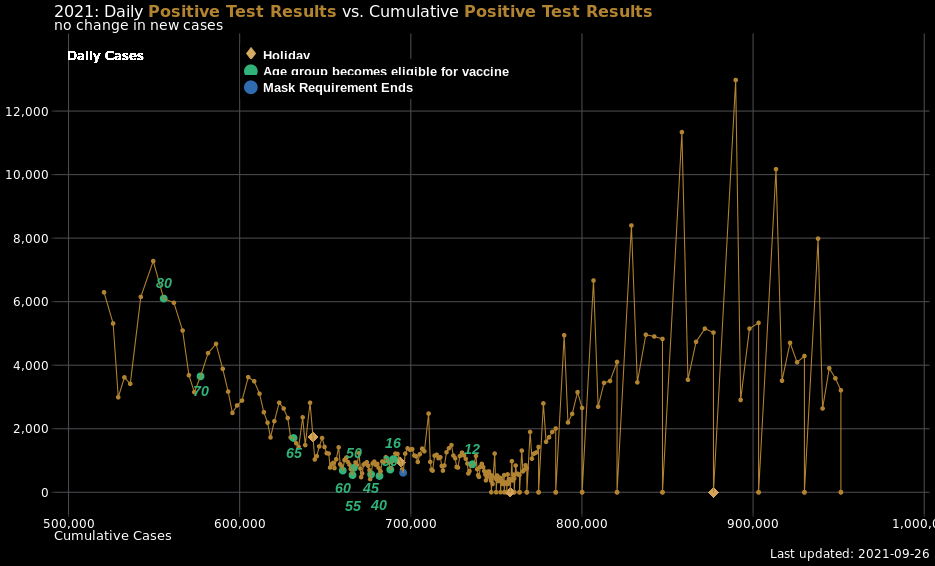 2021: Daily Positive Test Results vs. Cumulative Positive Test Results
no change in new cases
Daily Cases
Holiday
Age group becomes eligible for vaccine
Mask Requirement Ends
12,000
10,000
8,000
6,000
4,000
2,000
0
80
70
65
60
50
55
45
40
16
12
500,000
600,000
700,000
800,000
900,000
1,000,0
Cumulative Cases
Last updated: 2021-09-26